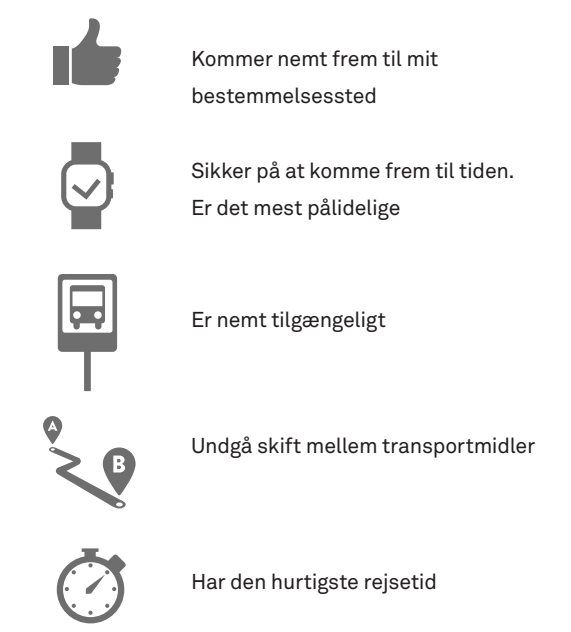 Kommer nemt frem til mit
bestemmelsessted
Sikker på at komme frem til tiden.
Er det mest pålidelige
Er nemt tilgængeligt
A
Undgå skift mellem transportmidler
B
Har den hurtigste rejsetid